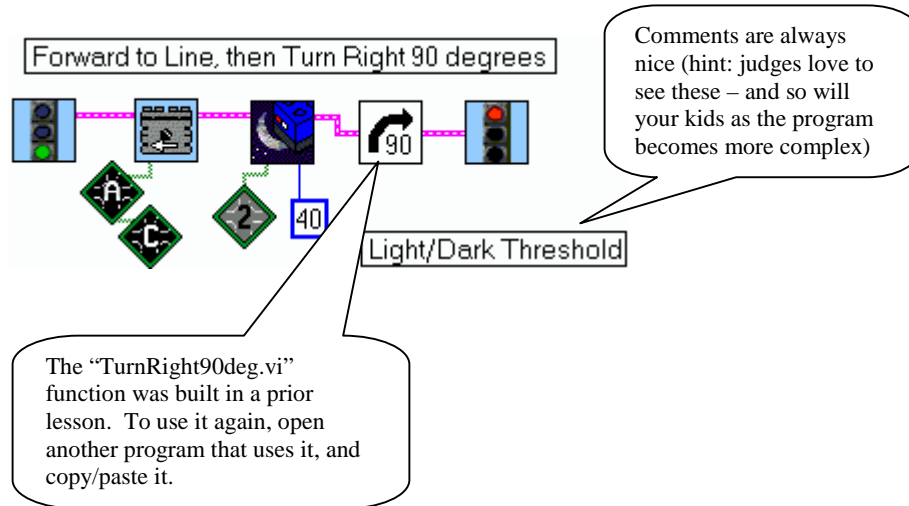 Forward to Line, then Turn Right 90 degrees
Comments are always
nice (hint: judges love to
see these – and so will
your kids as the program
becomes more complex)
90
A
C
2
40
Light/Dark Threshold
The “TurnRight90deg.vi”
function was built in a prior
lesson.  To use it again, open
another program that uses it, and
copy/paste it.